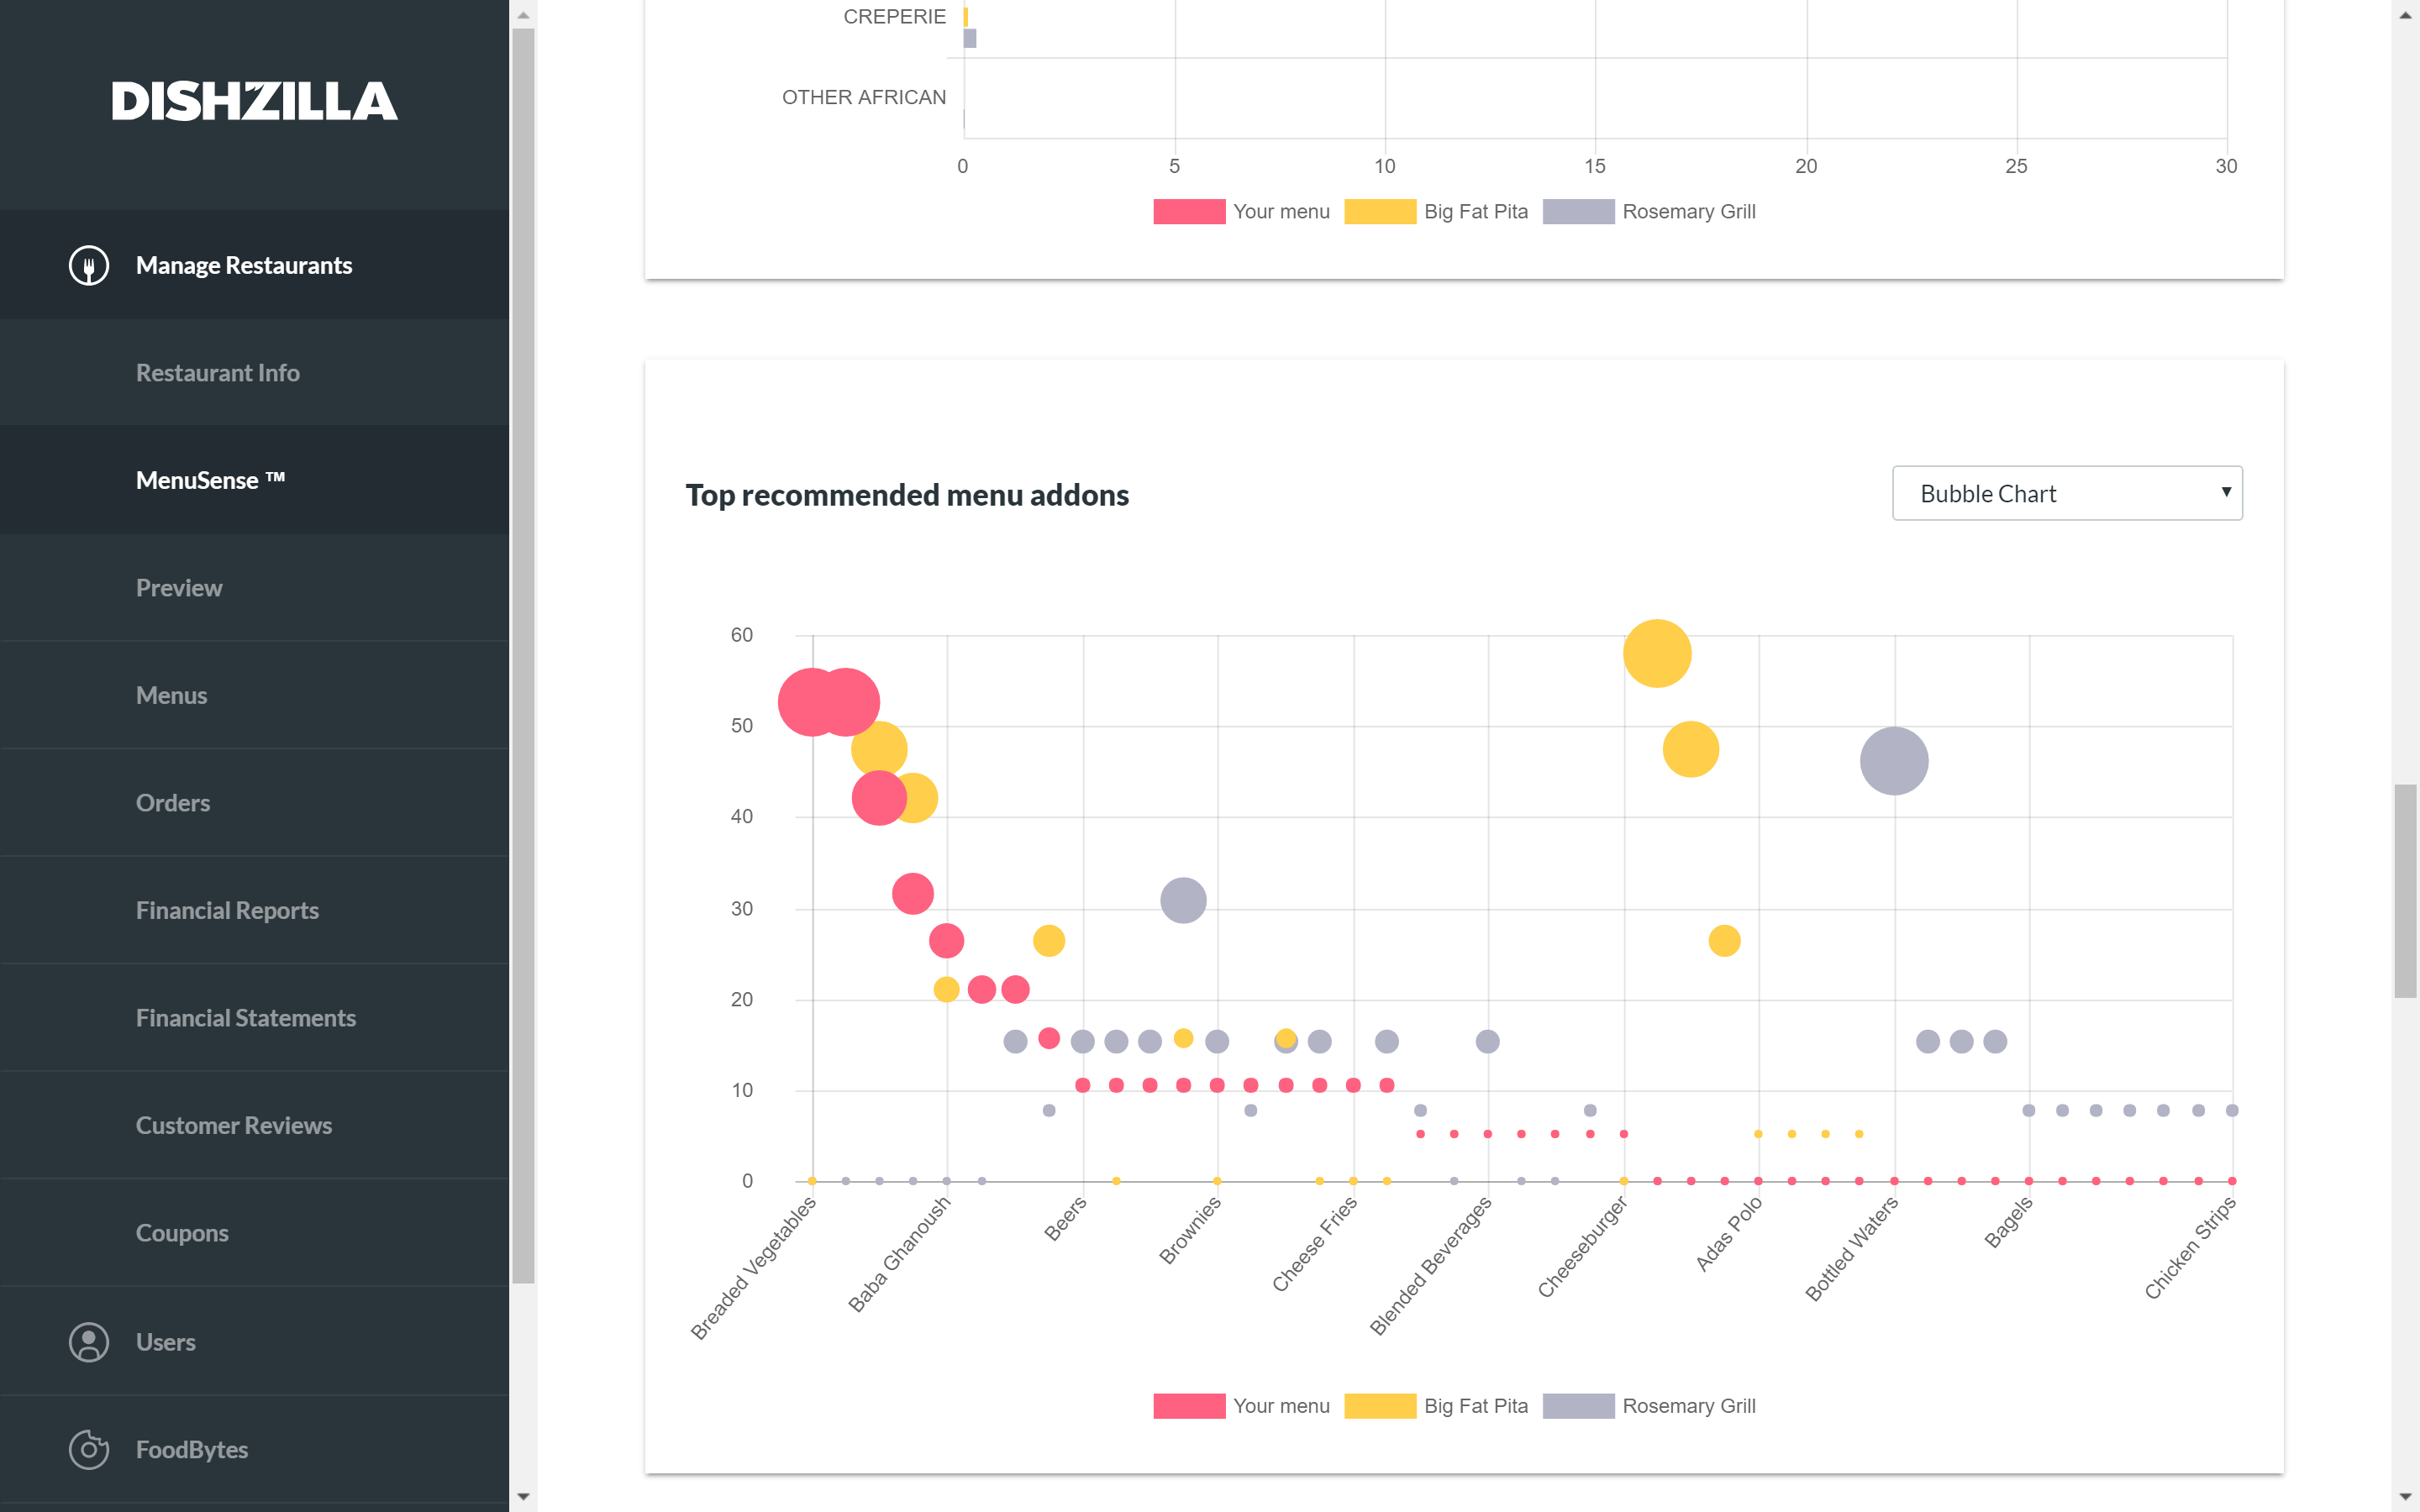 DISHZILLA
Manage Restaurants
Restaurant Info
MenuSense ™
Preview
Menus
Orders
Financial Reports
Financial Statements
Customer Reviews
Coupons
Users
FoodBytes
CREPERIE
OTHER AFRICAN
0 5 10 15 20 25 30
Your menu Big Fat Pita Rosemary Grill
Top recommended menu addons
Bubble Chart
60
50
40
30
20
10
0
Breaded Vegetables
Baba Ghanoush
Beers
Brownies
Cheese Fries
Blended Beverages
Cheeseburger
Adas Polo
Bottled Waters
Bagels
Chicken Strips
Your menu Big Fat Pita Rosemary Grill